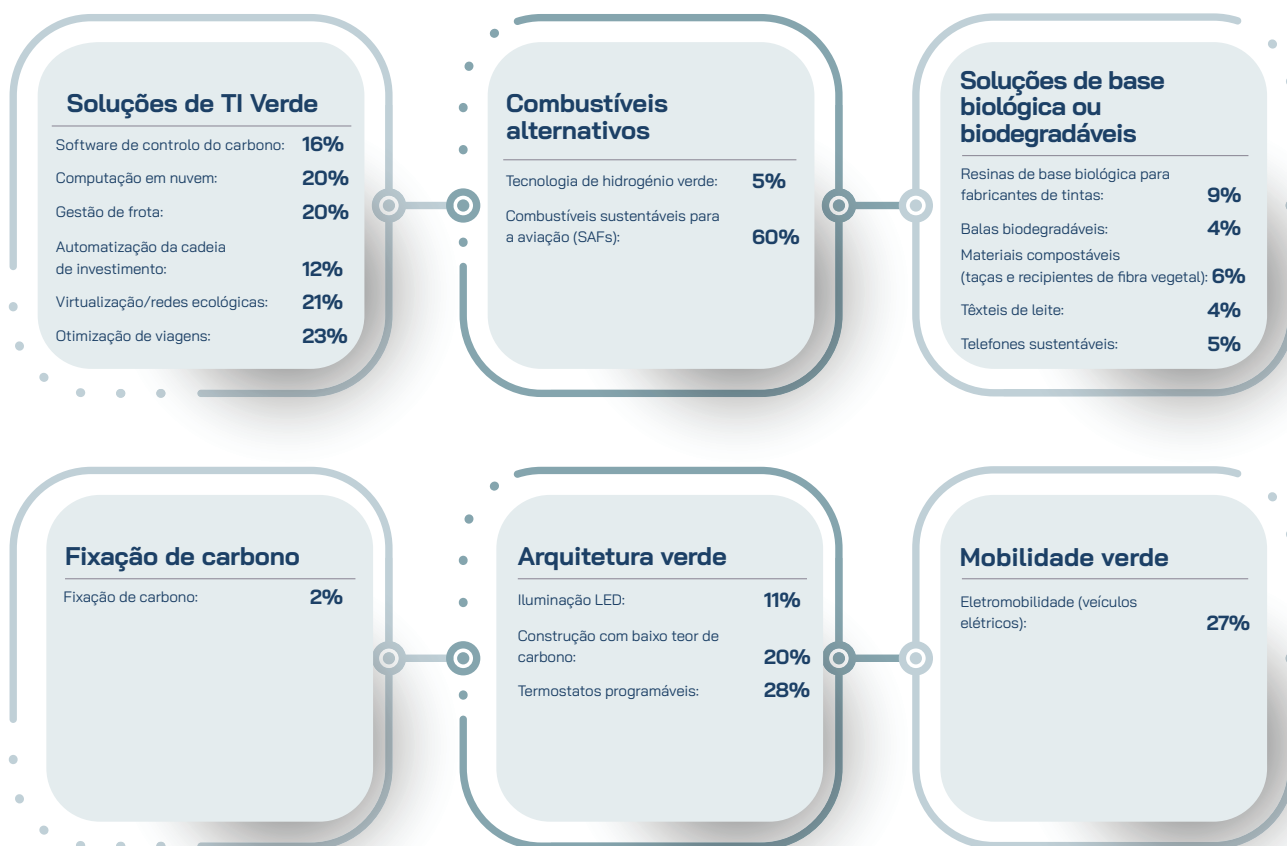 Soluções de TI Verde
Software de controlo do carbono: 16%
Computação em nuvem: 20%
Gestão de frota: 20%
Automatização da cadeia
de investimento: 12%
Virtualização/redes ecológicas: 21%
Otimização de viagens: 23%
Combustíveis
alternativos
Tecnologia de hidrogénio verde: 5%
Combustíveis sustentáveis para
a aviação (SAFs): 60%
Soluções de base
biológica ou
biodegradáveis
Resinas de base biológica para
fabricantes de tintas: 9%
Balas biodegradáveis: 4%
Materiais compostáveis
(taças e recipientes de fibra vegetal): 6%
Têxteis de leite: 4%
Telefones sustentáveis: 5%
Fixação de carbono
Fixação de carbono: 2%
Arquitetura verde
Iluminação LED: 11%
Construção com baixo teor de
carbono: 20%
Termostatos programáveis: 28%
Mobilidade verde
Eletromobilidade (veículos
elétricos): 27%